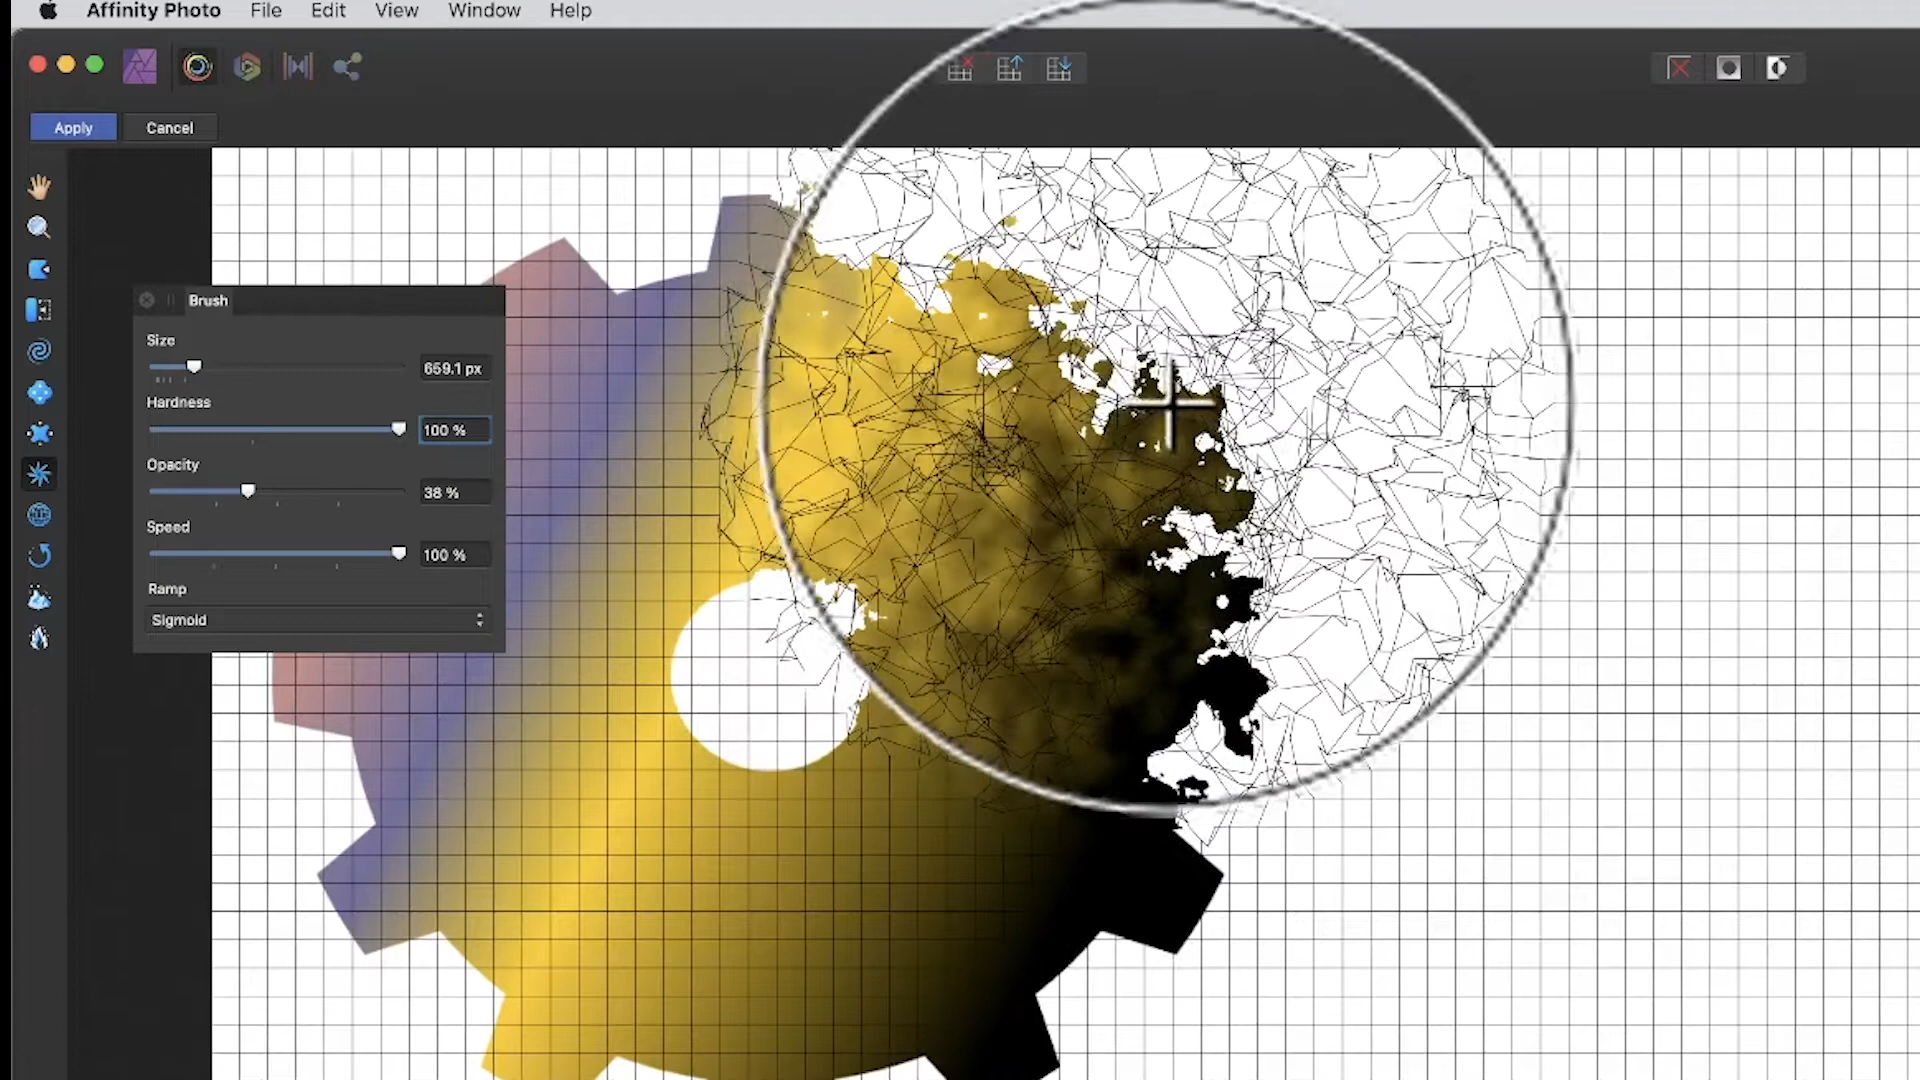 Affinity Photo File Edit View Window Help
Apply Cancel
Brush
Size
659.1 px
Hardness
100 %
Opacity
38 %
Speed
100 %
Ramp
Sigmoid